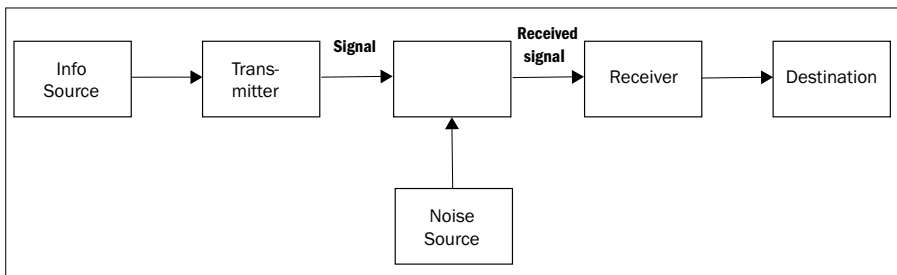 Info
Source
Trans-
mitter
Signal
Received
signal
Receiver
Destination
Noise
Source